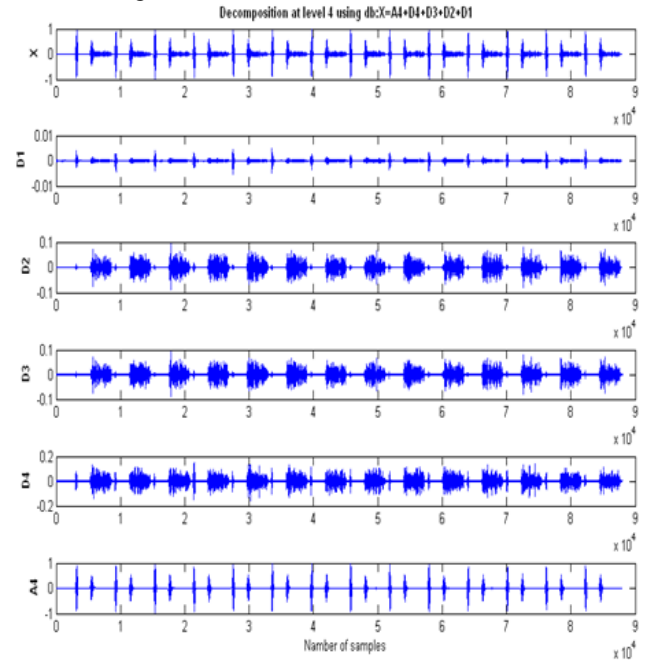 Decomposition at level 4 using db:X=A4+D4+D3+D2+D1
X
1
0
-1
0 1 2 3 4 5 6 7 8 9
x 10^4
D1
0.01
0
-0.01
0 1 2 3 4 5 6 7 8 9
x 10^4
D2
0.1
0
-0.1
0 1 2 3 4 5 6 7 8 9
x 10^4
D3
0.1
0
-0.1
0 1 2 3 4 5 6 7 8 9
x 10^4
D4
0.2
0
-0.2
0 1 2 3 4 5 6 7 8 9
x 10^4
A4
1
0
-1
0 1 2 3 4 5 6 7 8 9
Namber of samples
x 10^4